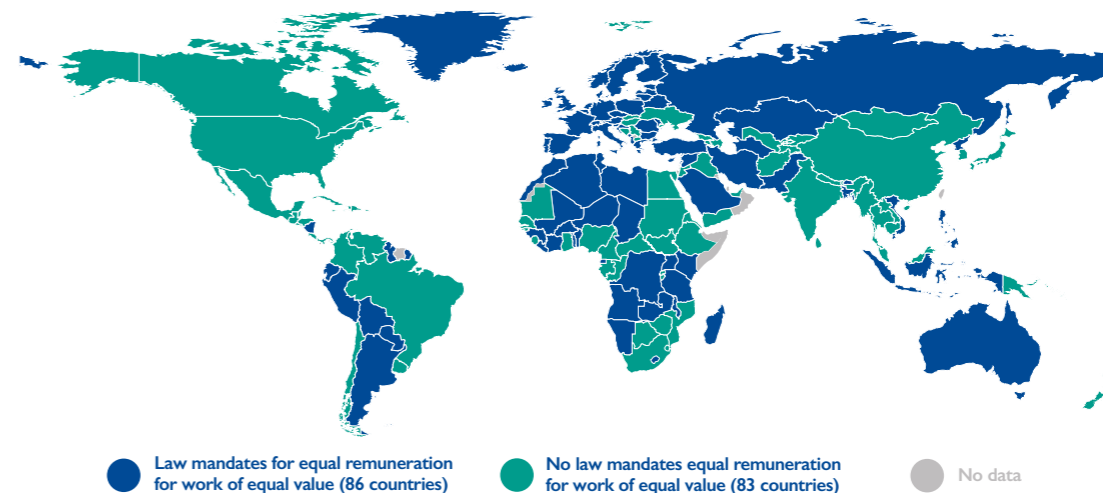 Law mandates for equal remuneration
for work of equal value (86 countries)
No law mandates equal remuneration
for work of equal value (83 countries)
No data